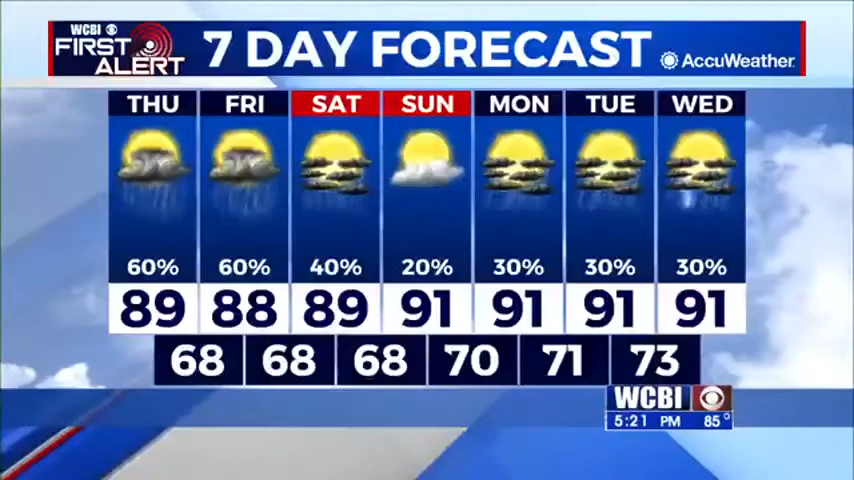 WCBI
FIRST
ALERT
7 DAY FORECAST
AccuWeather
THU FRI SAT SUN MON TUE WED
60% 60% 40% 20% 30% 30% 30%
89 88 89 91 91 91 91
68 68 68 70 71 73
WCBI
5:21 PM 85°